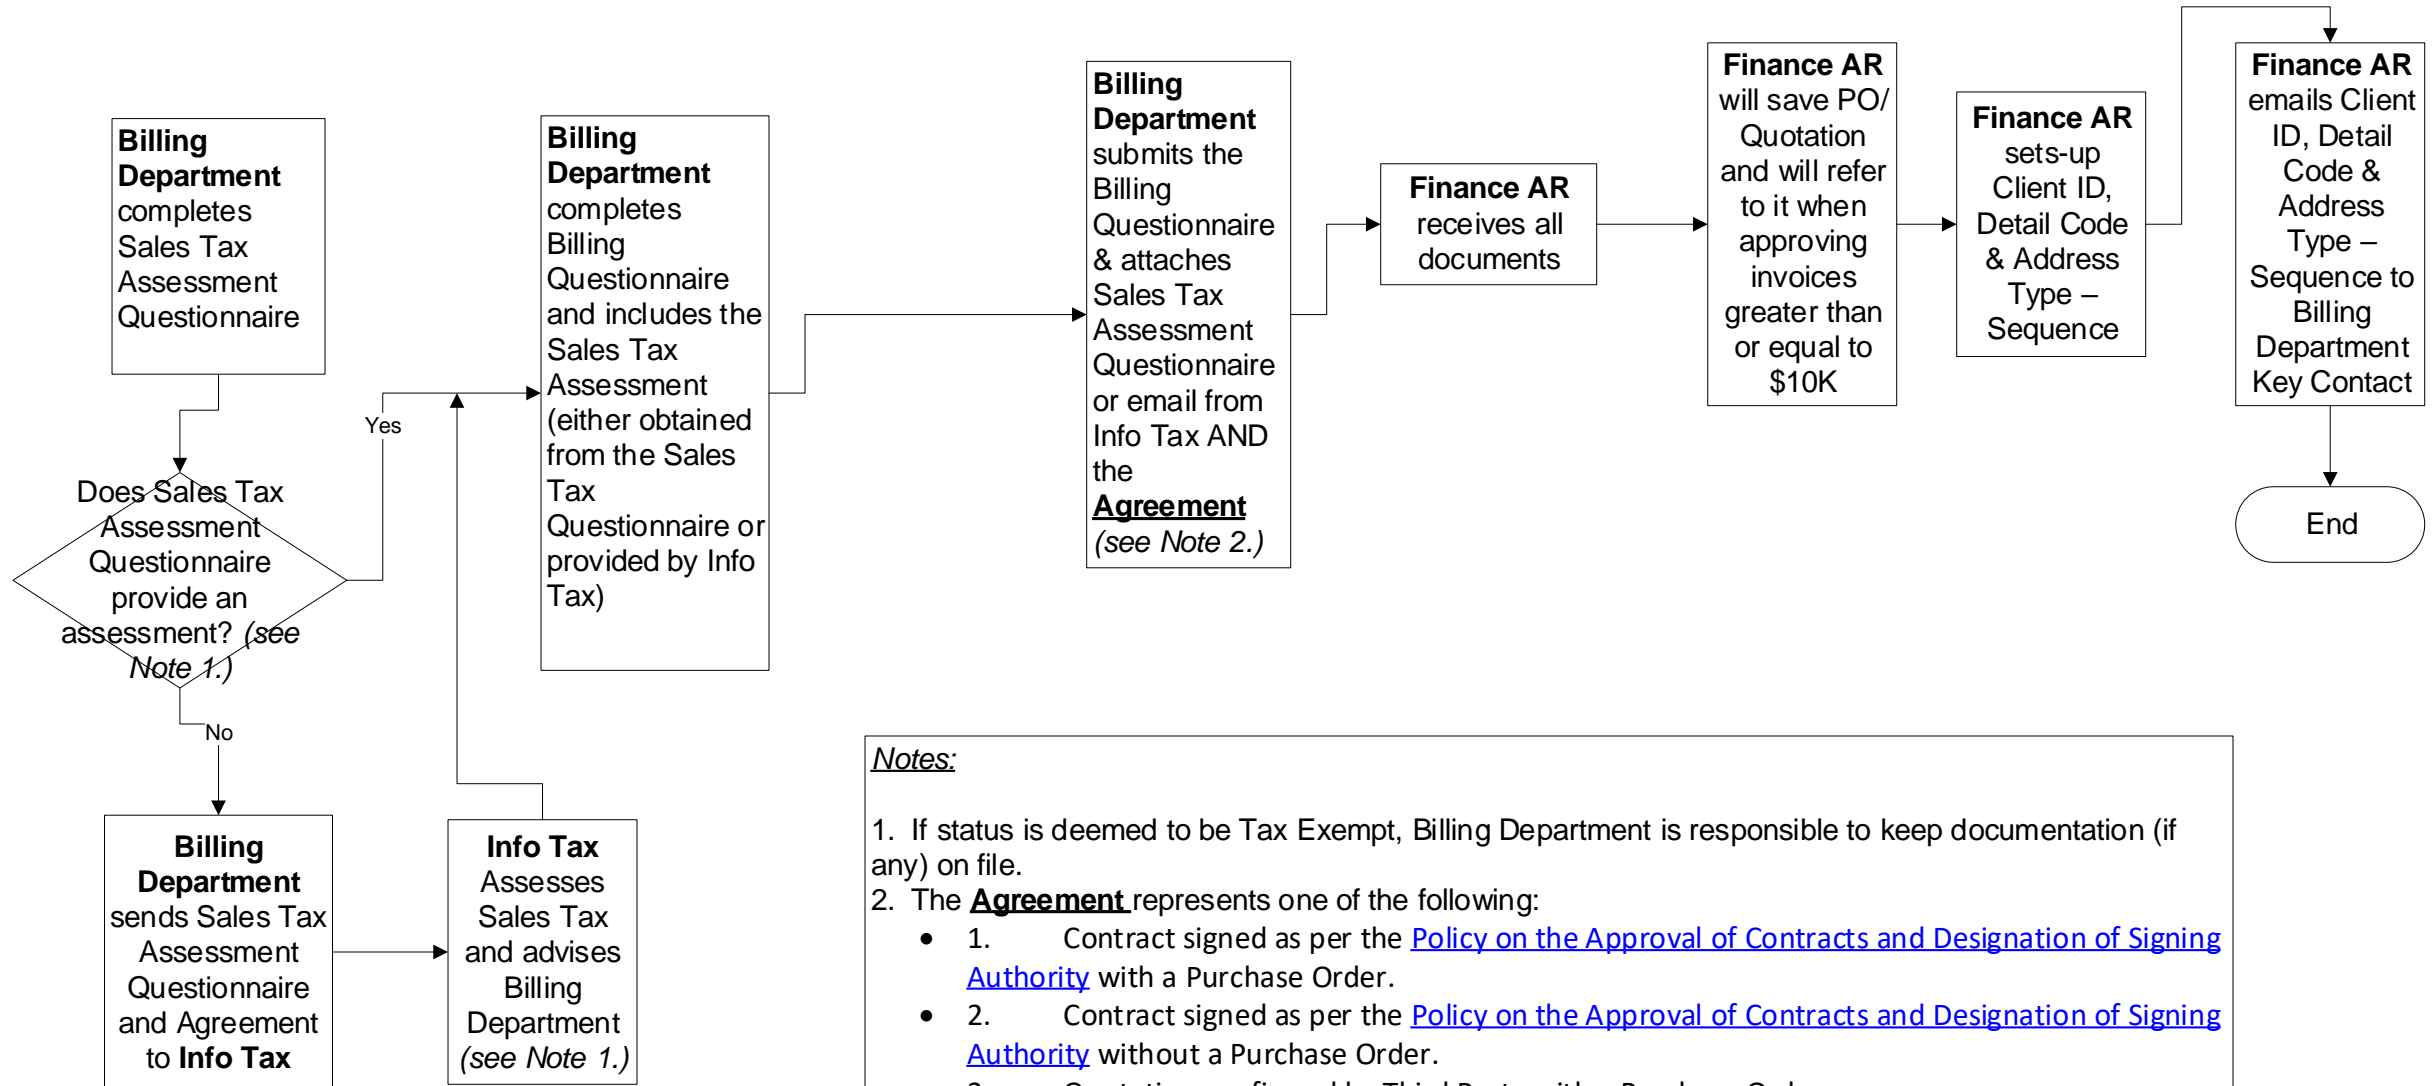 Billing
Department
completes
Sales Tax
Assessment
Questionnaire
Does Sales Tax
Assessment
Questionnaire
provide an
assessment? (see
Note 1.)
Yes
No
Billing
Department
sends Sales Tax
Assessment
Questionnaire
and Agreement
to Info Tax
Info Tax
Assesses
Sales Tax
and advises
Billing
Department
(see Note 1.)
Billing
Department
completes
Billing
Questionnaire
and includes the
Sales Tax
Assessment
(either obtained
from the Sales
Tax
Questionnaire or
provided by Info
Tax)
Billing
Department
submits the
Billing
Questionnaire
& attaches
Sales Tax
Assessment
Questionnaire
or email from
Info Tax AND
the
Agreement
(see Note 2.)
Finance AR
receives all
documents
Finance AR
will save PO/
Quotation
and will refer
to it when
approving
invoices
greater than
or equal to
$10K
Finance AR
sets-up
Client ID,
Detail Code
& Address
Type –
Sequence
Finance AR
emails Client
ID, Detail
Code &
Address
Type –
Sequence to
Billing
Department
Key Contact
End
Notes:
1. If status is deemed to be Tax Exempt, Billing Department is responsible to keep documentation (if
any) on file.
2. The Agreement represents one of the following:
• 1. Contract signed as per the Policy on the Approval of Contracts and Designation of Signing
Authority with a Purchase Order.
• 2. Contract signed as per the Policy on the Approval of Contracts and Designation of Signing
Authority without a Purchase Order.